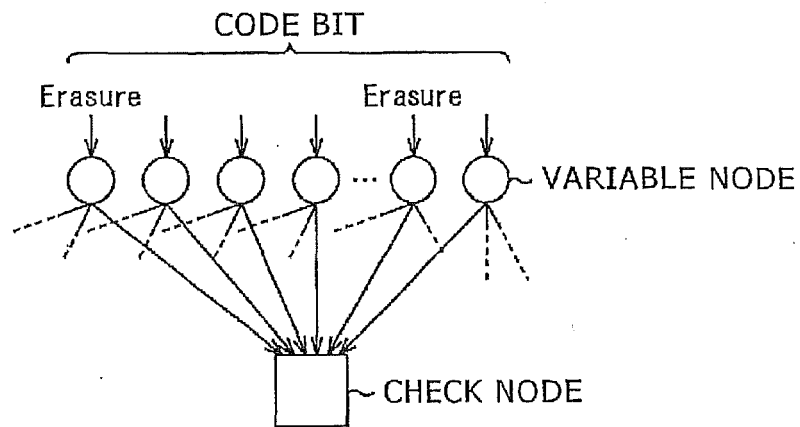 CODE BIT
Erasure Erasure
...
VARIABLE NODE
CHECK NODE